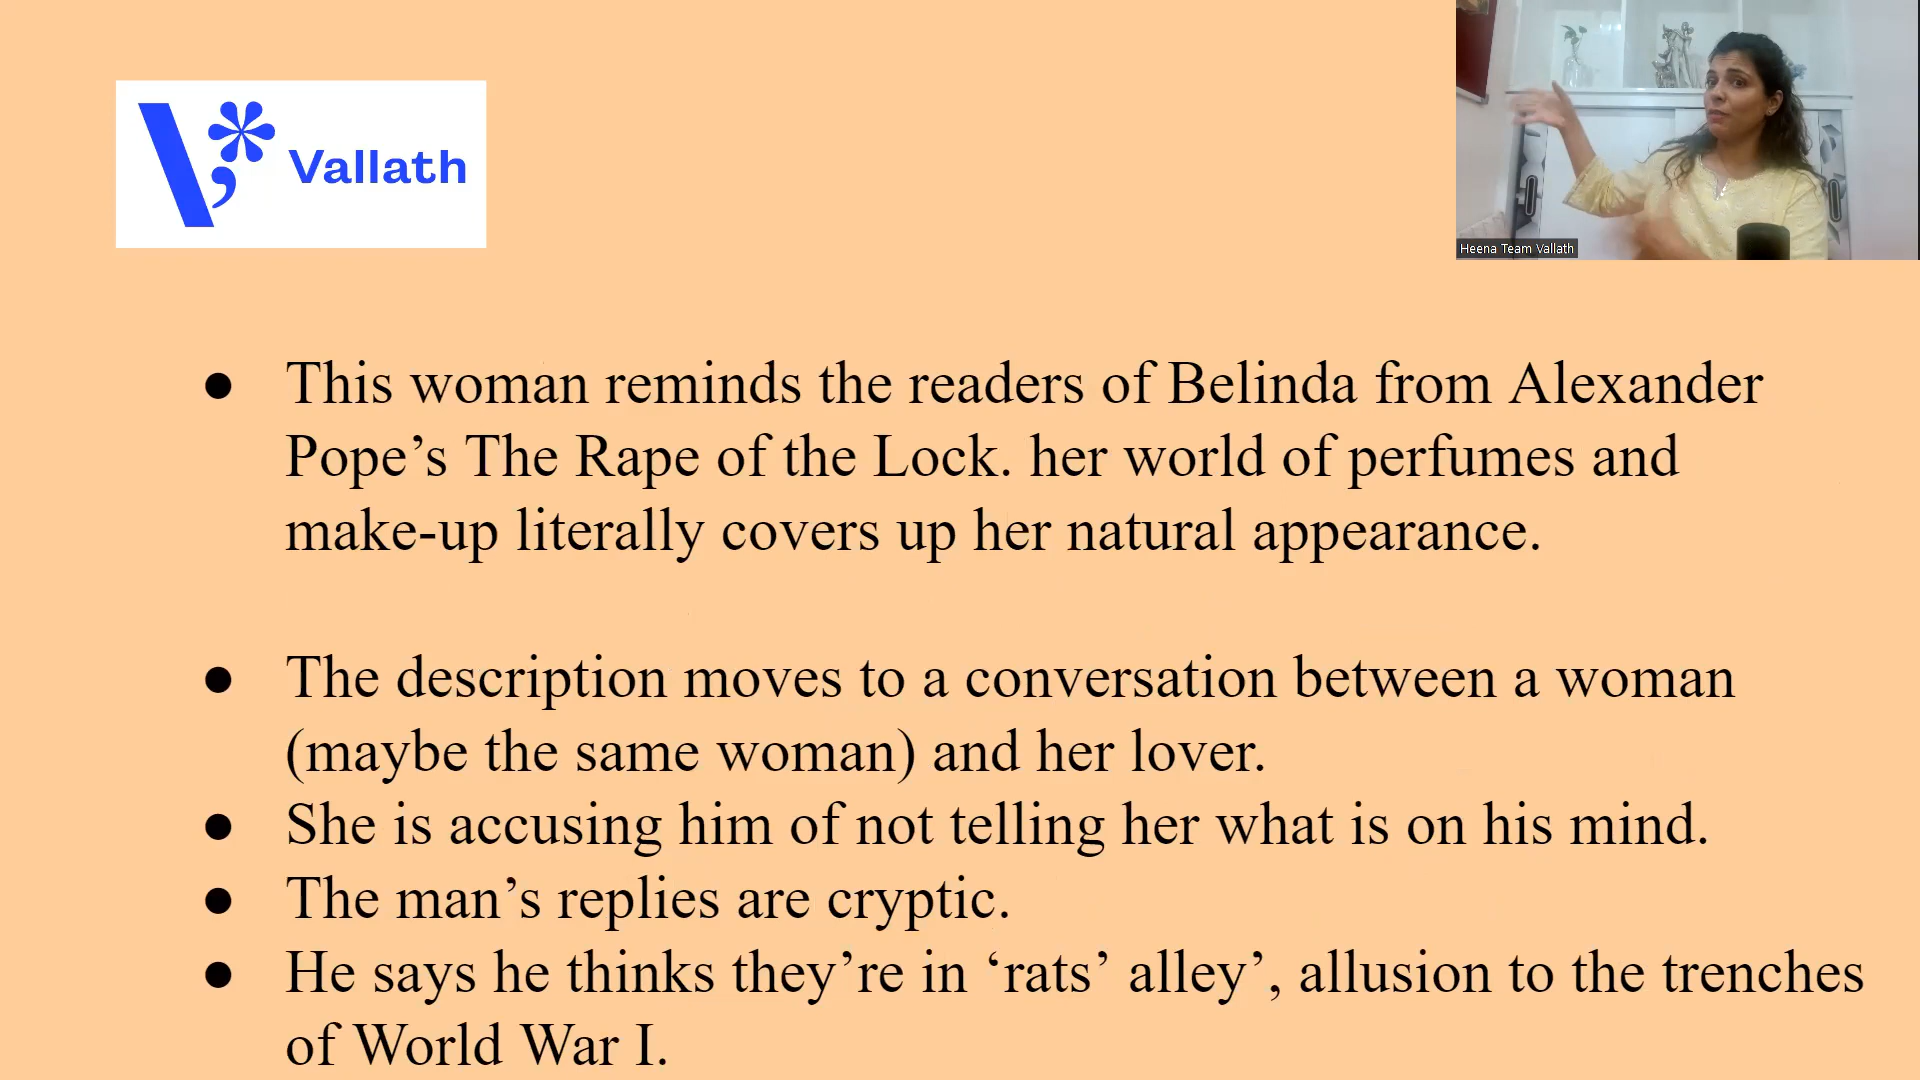 Vallath
Heena Team Vallath
● This woman reminds the readers of Belinda from Alexander
Pope’s The Rape of the Lock. her world of perfumes and
make-up literally covers up her natural appearance.
● The description moves to a conversation between a woman
(maybe the same woman) and her lover.
● She is accusing him of not telling her what is on his mind.
● The man’s replies are cryptic.
● He says he thinks they’re in ‘rats’ alley’, allusion to the trenches
of World War I.